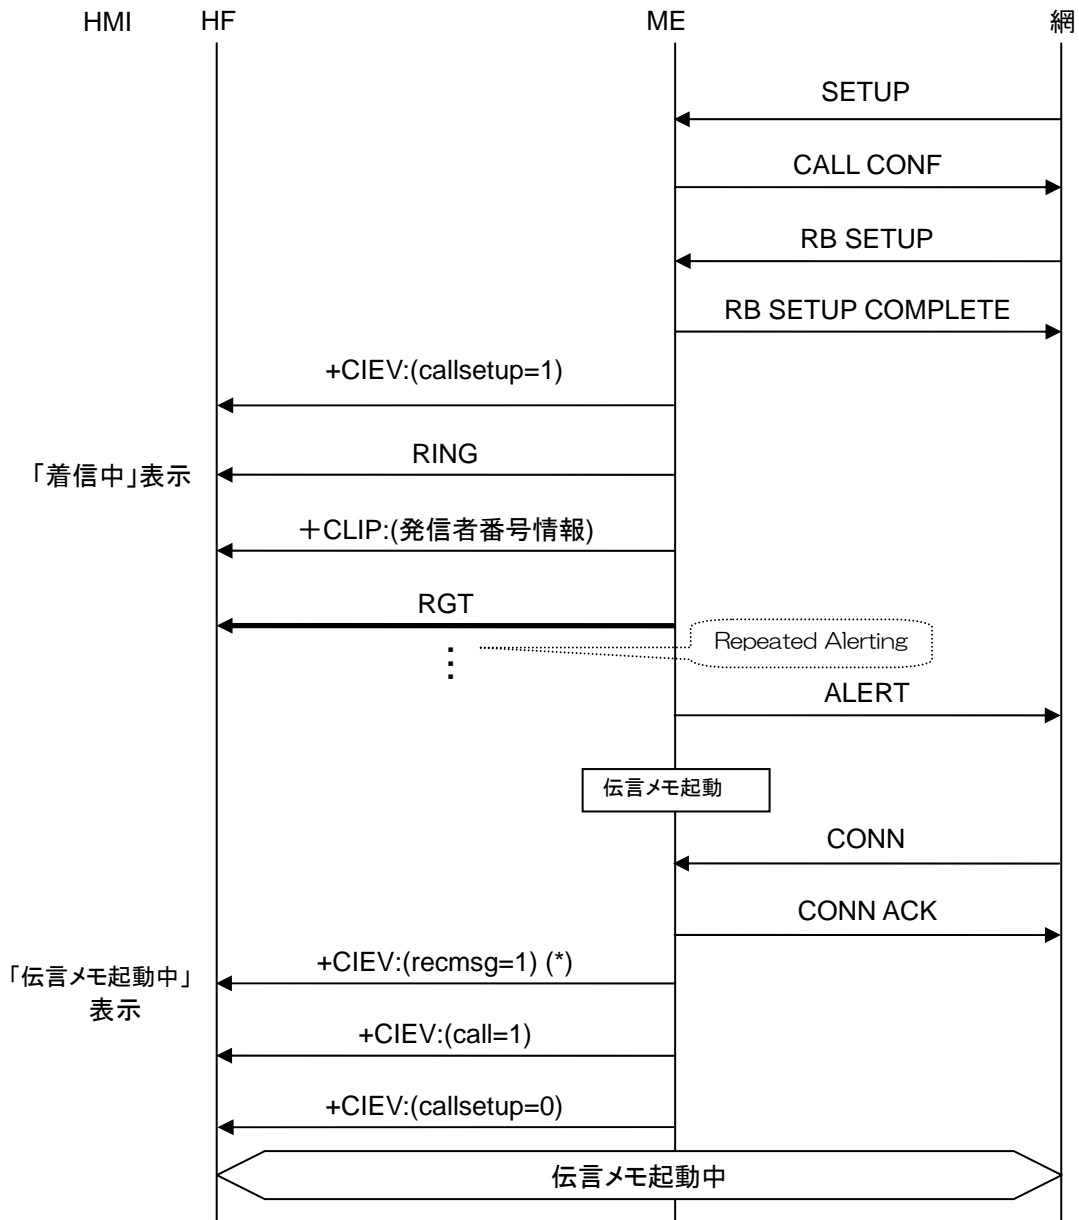 HMI HF ME 網
SETUP
CALL CONF
RB SETUP
RB SETUP COMPLETE
+CIEV:(callsetup=1)
RING
「着信中」表示
＋CLIP:(発信者番号情報)
RGT
Repeated Alerting
ALERT
伝言メモ起動
CONN
CONN ACK
+CIEV:(recmsg=1) (*)
「伝言メモ起動中」
表示
+CIEV:(call=1)
+CIEV:(callsetup=0)
伝言メモ起動中